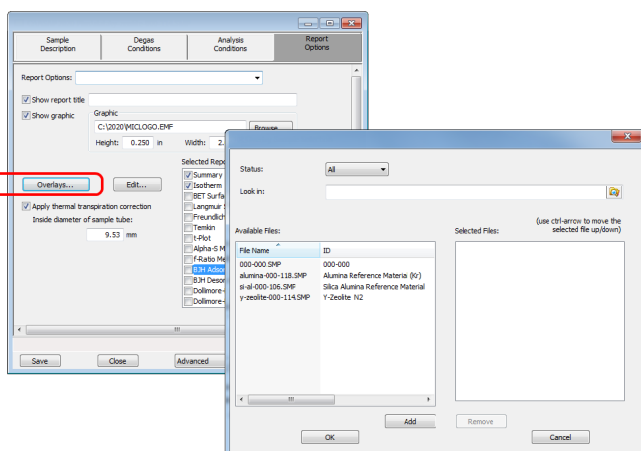 Sample Description
Degas Conditions
Analysis Conditions
Report Options
Report Options:
Show report title
Show graphic
Graphic
C:\2020\MICLOGO.EMF
Browse
Height: 0.250 in Width: 2.
Selected Repo
Overlays...
Edit...
Summary
Isotherm
BET Surfa
Langmuir
Freundlich
Temkin
t-Plot
Alpha-S M
f-Ratio Me
BJH Adsor
BJH Desor
Dollimore-
Dollimore-
Apply thermal transpiration correction
Inside diameter of sample tube:
9.53 mm
Save
Close
Advanced
Status:
All
Look in:
Available Files:
Selected Files:
(use ctrl-arrow to move the
selected file up/down)
File Name ID
000-000.SMP 000-000
alumina-000-118.SMP Alumina Reference Materia (Kr)
si-al-000-106.SMP Silica Alumina Reference Material
y-zeolite-000-114.SMP Y-Zeolite N2
Add
Remove
OK
Cancel